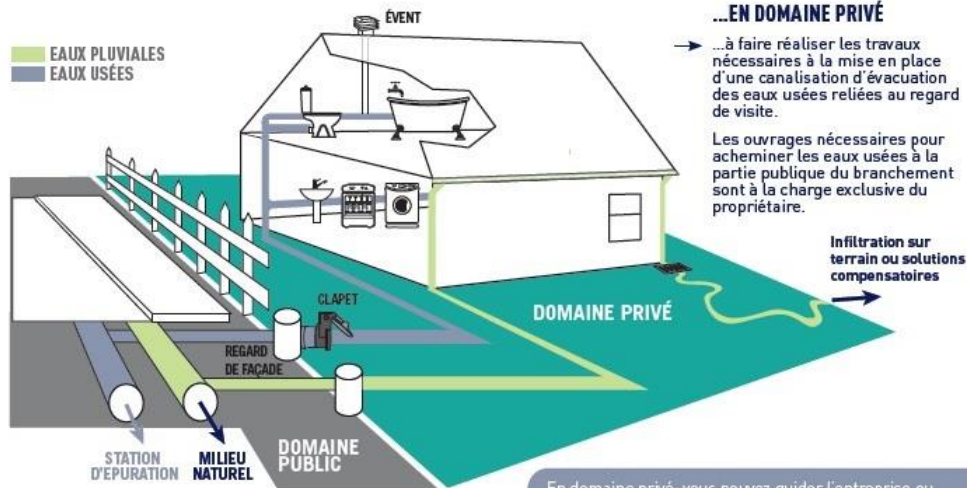 EAUX PLUVIALES
EAUX USÉES
ÉVENT
...EN DOMAINE PRIVÉ
...à faire réaliser les travaux
nécessaires à la mise en place
d'une canalisation d'évacuation
des eaux usées reliées au regard
de visite.
Les ouvrages nécessaires pour
acheminer les eaux usées à la
partie publique du branchement
sont à la charge exclusive du
propriétaire.
Infiltration sur
terrain ou solutions
compensatoires
DOMAINE PRIVÉ
CLAPET
REGARD
DE FAÇADE
STATION
D'EPURATION
MILIEU
NATUREL
DOMAINE
PUBLIC
En domaine privé, vous pouvez guider l'entreprise ou